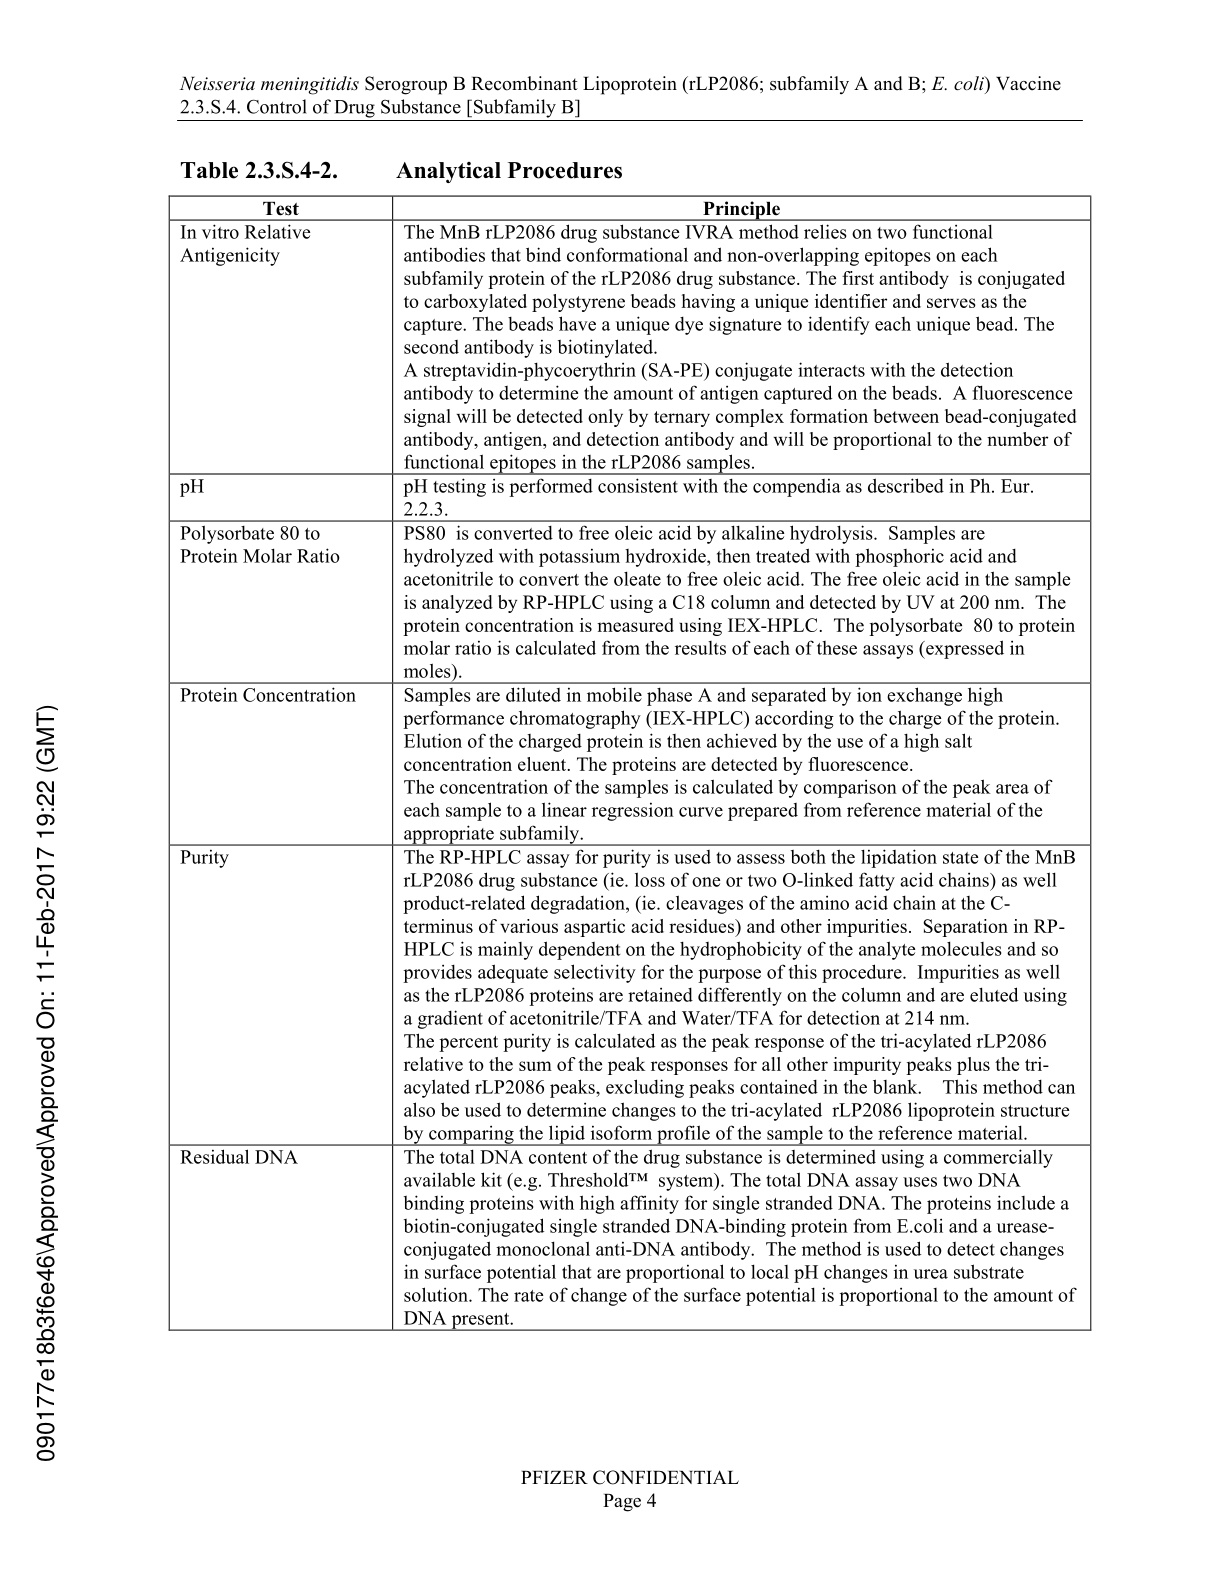 Neisseria meningitidis Serogroup B Recombinant Lipoprotein (rLP2086; subfamily A and B; E. coli) Vaccine
2.3.S.4. Control of Drug Substance [Subfamily B]
Table 2.3.S.4-2. Analytical Procedures
Test Principle
In vitro Relative
Antigenicity
The MnB rLP2086 drug substance IVRA method relies on two functional
antibodies that bind conformational and non-overlapping epitopes on each
subfamily protein of the rLP2086 drug substance. The first antibody is conjugated
to carboxylated polystyrene beads having a unique identifier and serves as the
capture. The beads have a unique dye signature to identify each unique bead. The
second antibody is biotinylated.
A streptavidin-phycoerythrin (SA-PE) conjugate interacts with the detection
antibody to determine the amount of antigen captured on the beads. A fluorescence
signal will be detected only by ternary complex formation between bead-conjugated
antibody, antigen, and detection antibody and will be proportional to the number of
functional epitopes in the rLP2086 samples.
pH
pH testing is performed consistent with the compendia as described in Ph. Eur.
2.2.3.
Polysorbate 80 to
Protein Molar Ratio
PS80 is converted to free oleic acid by alkaline hydrolysis. Samples are
hydrolyzed with potassium hydroxide, then treated with phosphoric acid and
acetonitrile to convert the oleate to free oleic acid. The free oleic acid in the sample
is analyzed by RP-HPLC using a C18 column and detected by UV at 200 nm. The
protein concentration is measured using IEX-HPLC. The polysorbate 80 to protein
molar ratio is calculated from the results of each of these assays (expressed in
moles).
Protein Concentration
Samples are diluted in mobile phase A and separated by ion exchange high
performance chromatography (IEX-HPLC) according to the charge of the protein.
Elution of the charged protein is then achieved by the use of a high salt
concentration eluent. The proteins are detected by fluorescence.
The concentration of the samples is calculated by comparison of the peak area of
each sample to a linear regression curve prepared from reference material of the
appropriate subfamily.
Purity
The RP-HPLC assay for purity is used to assess both the lipidation state of the MnB
rLP2086 drug substance (ie. loss of one or two O-linked fatty acid chains) as well
product-related degradation, (ie. cleavages of the amino acid chain at the C-
terminus of various aspartic acid residues) and other impurities. Separation in RP-
HPLC is mainly dependent on the hydrophobicity of the analyte molecules and so
provides adequate selectivity for the purpose of this procedure. Impurities as well
as the rLP2086 proteins are retained differently on the column and are eluted using
a gradient of acetonitrile/TFA and Water/TFA for detection at 214 nm.
The percent purity is calculated as the peak response of the tri-acylated rLP2086
relative to the sum of the peak responses for all other impurity peaks plus the tri-
acylated rLP2086 peaks, excluding peaks contained in the blank. This method can
also be used to determine changes to the tri-acylated rLP2086 lipoprotein structure
by comparing the lipid isoform profile of the sample to the reference material.
Residual DNA
The total DNA content of the drug substance is determined using a commercially
available kit (e.g. Threshold™ system). The total DNA assay uses two DNA
binding proteins with high affinity for single stranded DNA. The proteins include a
biotin-conjugated single stranded DNA-binding protein from E.coli and a urease-
conjugated monoclonal anti-DNA antibody. The method is used to detect changes
in surface potential that are proportional to local pH changes in urea substrate
solution. The rate of change of the surface potential is proportional to the amount of
DNA present.
090177e18b3f6e46\Approved\Approved On: 11-Feb-2017 19:22 (GMT)
PFIZER CONFIDENTIAL
Page 4